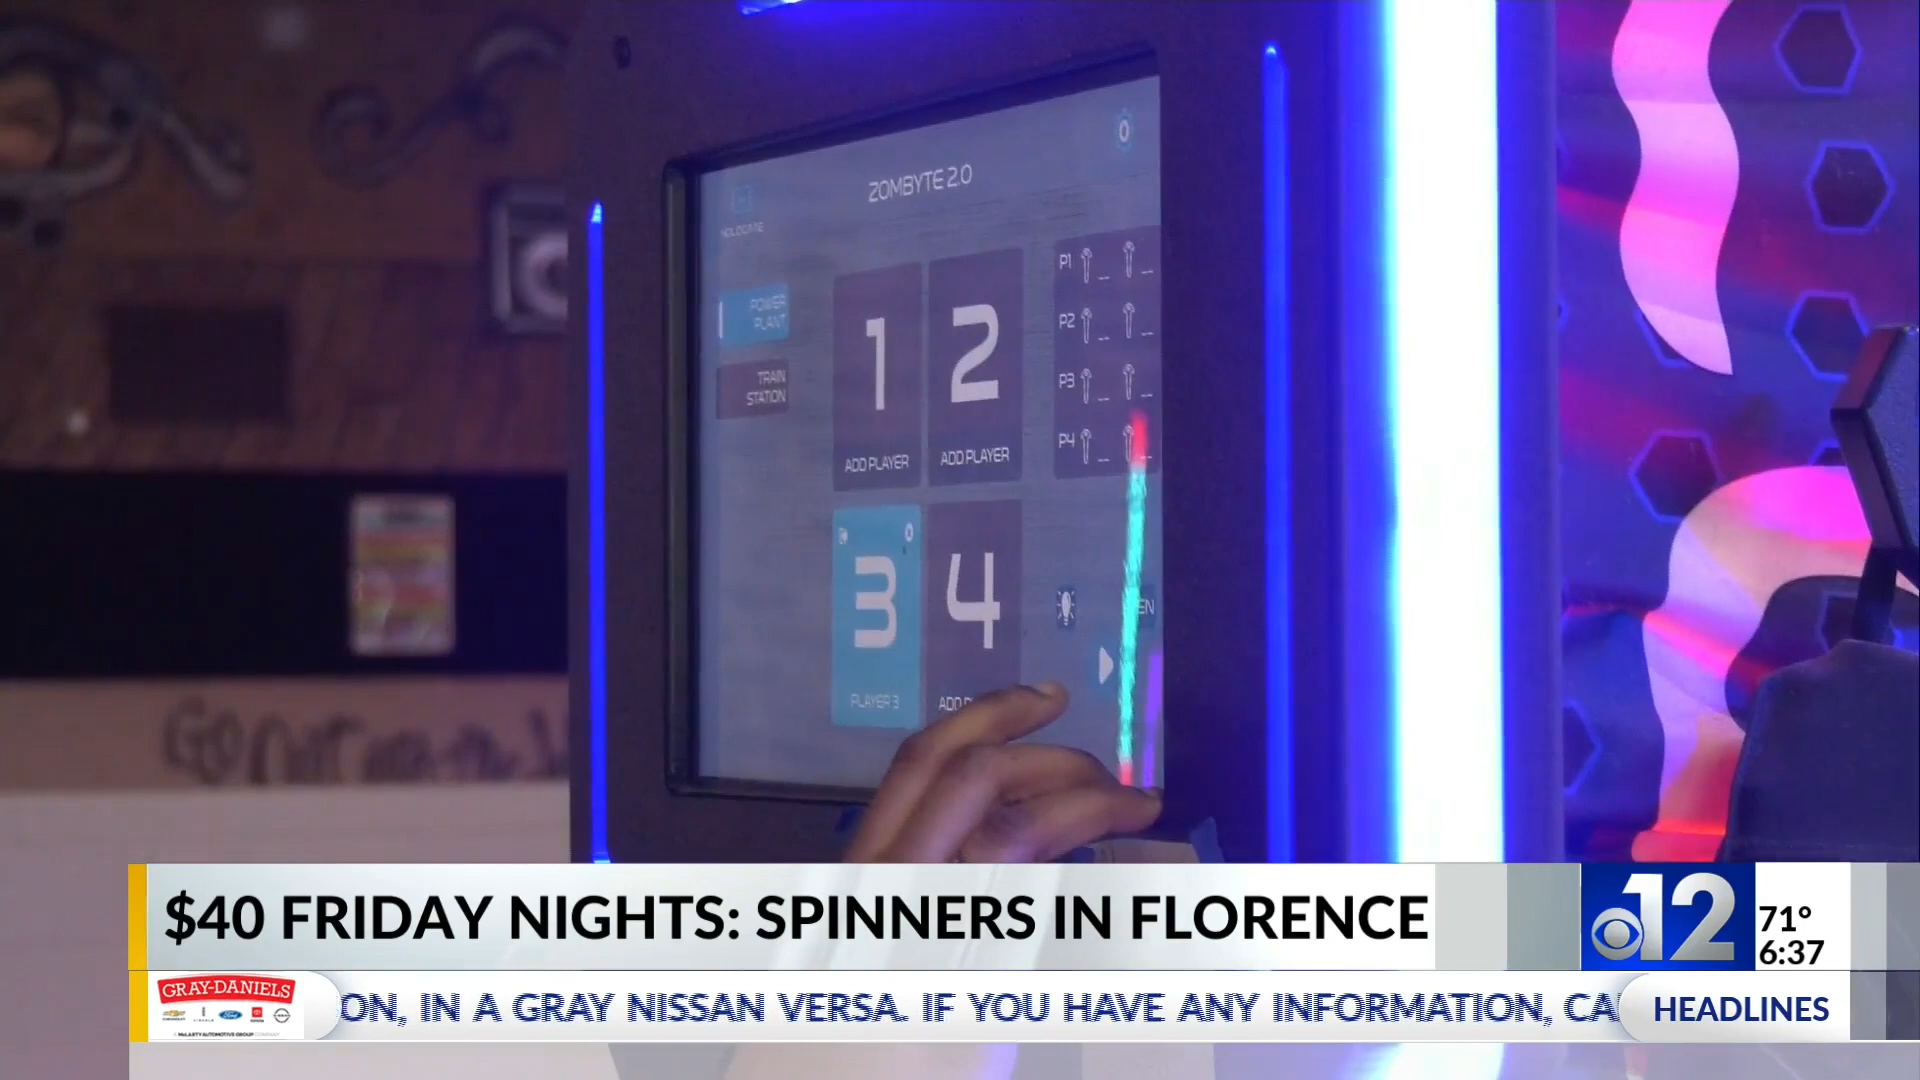 ZOMBYTE 2.0
HOLOGATE
POWER
PLANT
TRAIN
STATION
1
ADD PLAYER
2
ADD PLAYER
3
PLAYER 3
4
P1
P2
P3
P4
$40 FRIDAY NIGHTS: SPINNERS IN FLORENCE
12
71°
6:37
GRAY-DANIELS
ON, IN A GRAY NISSAN VERSA. IF YOU HAVE ANY INFORMATION, CA
HEADLINES